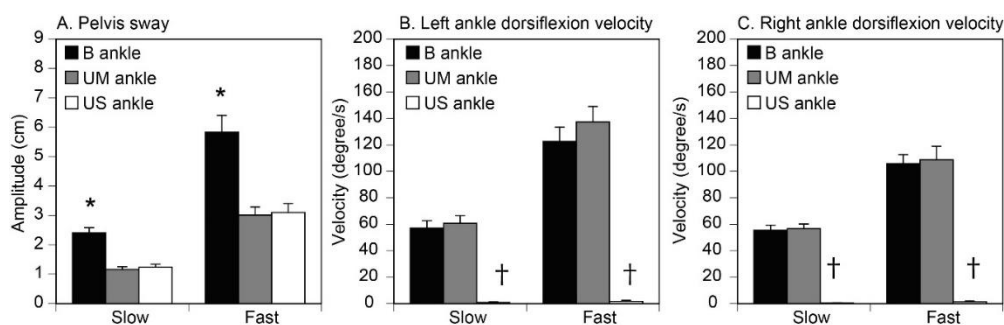 A. Pelvis sway
9
8
7
6
5
4
3
2
1
0
Amplitude (cm)
B ankle
UM ankle
US ankle
*
*
Slow
Fast
B. Left ankle dorsiflexion velocity
200
180
160
140
120
100
80
60
40
20
0
Velocity (degree/s)
B ankle
UM ankle
US ankle
†
†
Slow
Fast
C. Right ankle dorsiflexion velocity
200
180
160
140
120
100
80
60
40
20
0
Velocity (degree/s)
B ankle
UM ankle
US ankle
†
†
Slow
Fast